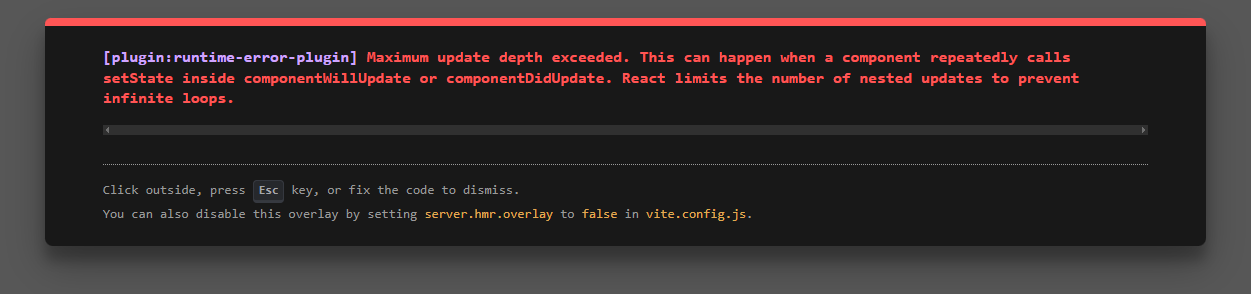 [plugin:runtime-error-plugin] Maximum update depth exceeded. This can happen when a component repeatedly calls
setState inside componentWillUpdate or componentDidUpdate. React limits the number of nested updates to prevent
infinite loops.
Click outside, press Esc key, or fix the code to dismiss.
You can also disable this overlay by setting server.hmr.overlay to false in vite.config.js.